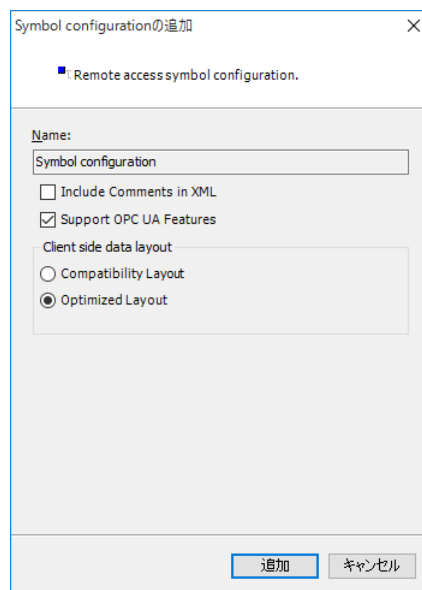 Symbol configurationの追加
Remote access symbol configuration.
Name:
Symbol configuration
Include Comments in XML
Support OPC UA Features
Client side data layout
Compatibility Layout
Optimized Layout
追加 キャンセル